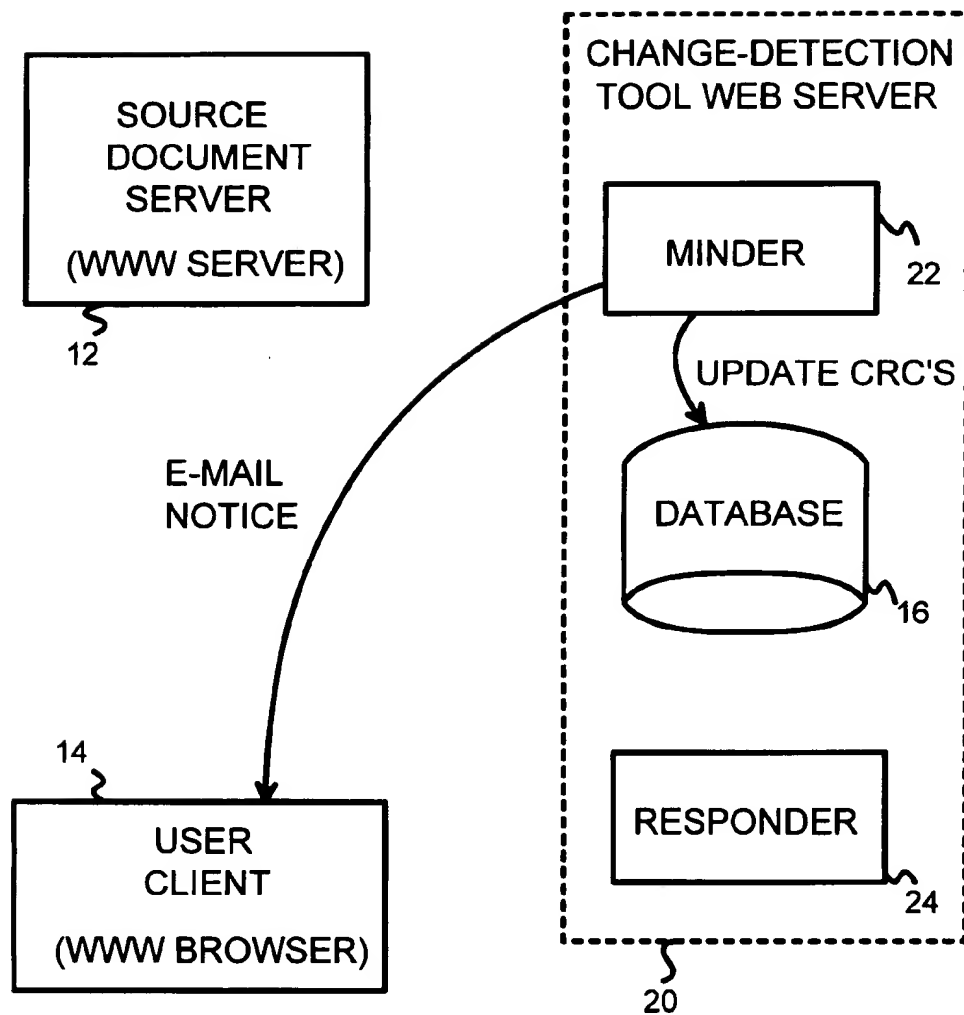 CHANGE-DETECTION
TOOL WEB SERVER
SOURCE
DOCUMENT
SERVER
(WWW SERVER)
12
MINDER
22
UPDATE CRC'S
E-MAIL
NOTICE
DATABASE
16
14
USER
CLIENT
(WWW BROWSER)
RESPONDER
24
20